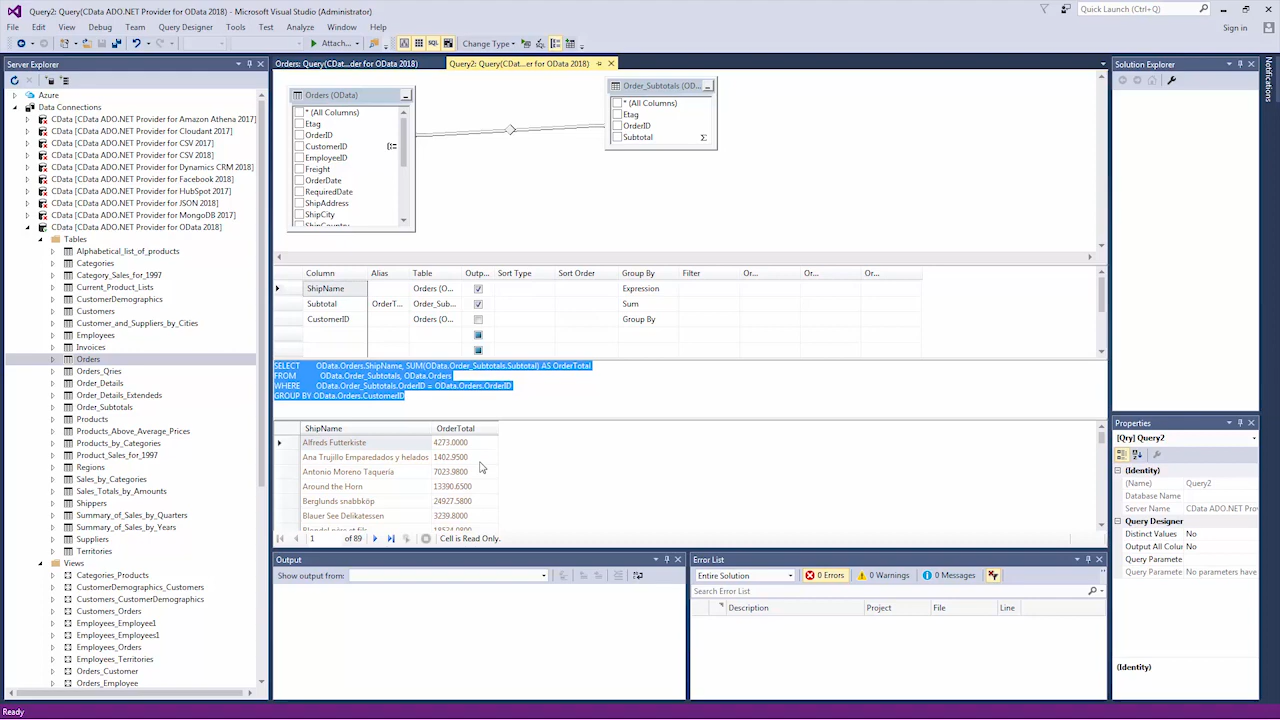 Query2: Query(CData ADO.NET Provider for OData 2018) - Microsoft Visual Studio (Administrator)
Quick Launch (Ctrl+Q)
File Edit View Debug Team Query Designer Tools Test Analyze Window Help
Sign in
Attach...
SQL
Change Type
Server Explorer
Orders: Query(CData...der for OData 2018)
Query2: Query(CDat...er for OData 2018)
Solution Explorer
Notifications
Azure
Data Connections
CData [CData ADO.NET Provider for Amazon Athena 2017]
CData [CData ADO.NET Provider for Cloudant 2017]
CData [CData ADO.NET Provider for CSV 2017]
CData [CData ADO.NET Provider for CSV 2018]
CData [CData ADO.NET Provider for Dynamics CRM 2018]
CData [CData ADO.NET Provider for Facebook 2018]
CData [CData ADO.NET Provider for HubSpot 2017]
CData [CData ADO.NET Provider for JSON 2018]
CData [CData ADO.NET Provider for MongoDB 2017]
CData [CData ADO.NET Provider for OData 2018]
Tables
Alphabetical_list_of_products
Categories
Category_Sales_for_1997
Current_Product_Lists
CustomerDemographics
Customers
Customer_and_Suppliers_by_Cities
Employees
Invoices
Orders
Orders_Qries
Order_Details
Order_Details_Extendeds
Order_Subtotals
Products
Products_Above_Average_Prices
Products_by_Categories
Product_Sales_for_1997
Regions
Sales_by_Categories
Sales_Totals_by_Amounts
Shippers
Summary_of_Sales_by_Quarters
Summary_of_Sales_by_Years
Suppliers
Territories
Views
Categories_Products
CustomerDemographics_Customers
Customers_CustomerDemographics
Customers_Orders
Employees_Employee1
Employees_Employees1
Employees_Orders
Employees_Territories
Orders_Customer
Orders_Employee
Orders (OData)
* (All Columns)
Etag
OrderID
CustomerID
EmployeeID
Freight
OrderDate
RequiredDate
ShipAddress
ShipCity
ShipCountry
Order_Subtotals (OD...
* (All Columns)
Etag
OrderID
Subtotal Σ
Column Alias Table Outp... Sort Type Sort Order Group By Filter Or... Or... Or...
ShipName Orders (O... Expression
Subtotal OrderT... Order_Sub... Sum
CustomerID Orders (O... Group By
SELECT OData.Orders.ShipName, SUM(OData.Order_Subtotals.Subtotal) AS OrderTotal
FROM OData.Order_Subtotals, OData.Orders
WHERE OData.Order_Subtotals.OrderID = OData.Orders.OrderID
GROUP BY OData.Orders.CustomerID
ShipName OrderTotal
Alfreds Futterkiste 4273.0000
Ana Trujillo Emparedados y helados 1402.9500
Antonio Moreno Taquería 7023.9800
Around the Horn 13390.6500
Berglunds snabbköp 24927.5800
Blauer See Delikatessen 3239.8000
Blondel père et fils 18534.0800
1 of 89 Cell is Read Only.
Output
Show output from:
Error List
Entire Solution 0 Errors 0 Warnings 0 Messages
Search Error List
Description Project File Line
Properties
[Qry] Query2
(Identity)
(Name) Query2
Database Name
Server Name CData ADO.NET Prov
Query Designer
Distinct Values No
Output All Colu No
Query Paramete
Query Paramete No parameters have
(Identity)
Ready